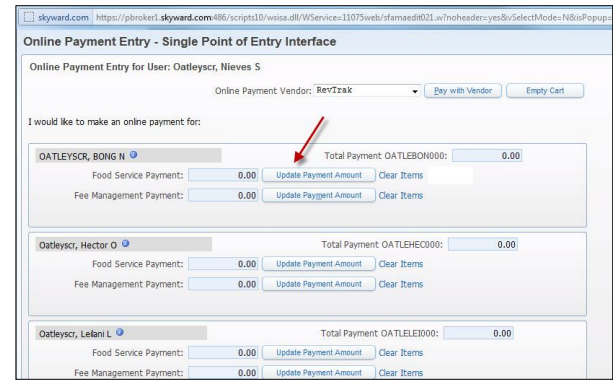 skyward.com https://pbroker1.skyward.com:486/scripts10/wsisa.dll/WService=11075web/sfamaedit021.w?noheader=yes&vSelectMode=N&isPopup=
Online Payment Entry - Single Point of Entry Interface
Online Payment Entry for User: Oatleyscr, Nieves S
Online Payment Vendor: RevTrak Pay with Vendor Empty Cart
I would like to make an online payment for:
OATLEYSCR, BONG N Total Payment OATLEBON000: 0.00
Food Service Payment: 0.00 Update Payment Amount Clear Items
Fee Management Payment: 0.00 Update Payment Amount Clear Items
Oatleyscr, Hector O Total Payment OATLEHEC000: 0.00
Food Service Payment: 0.00 Update Payment Amount Clear Items
Fee Management Payment: 0.00 Update Payment Amount Clear Items
Oatleyscr, Leilani L Total Payment OATLELEI000: 0.00
Food Service Payment: 0.00 Update Payment Amount Clear Items
Fee Management Payment: 0.00 Update Payment Amount Clear Items